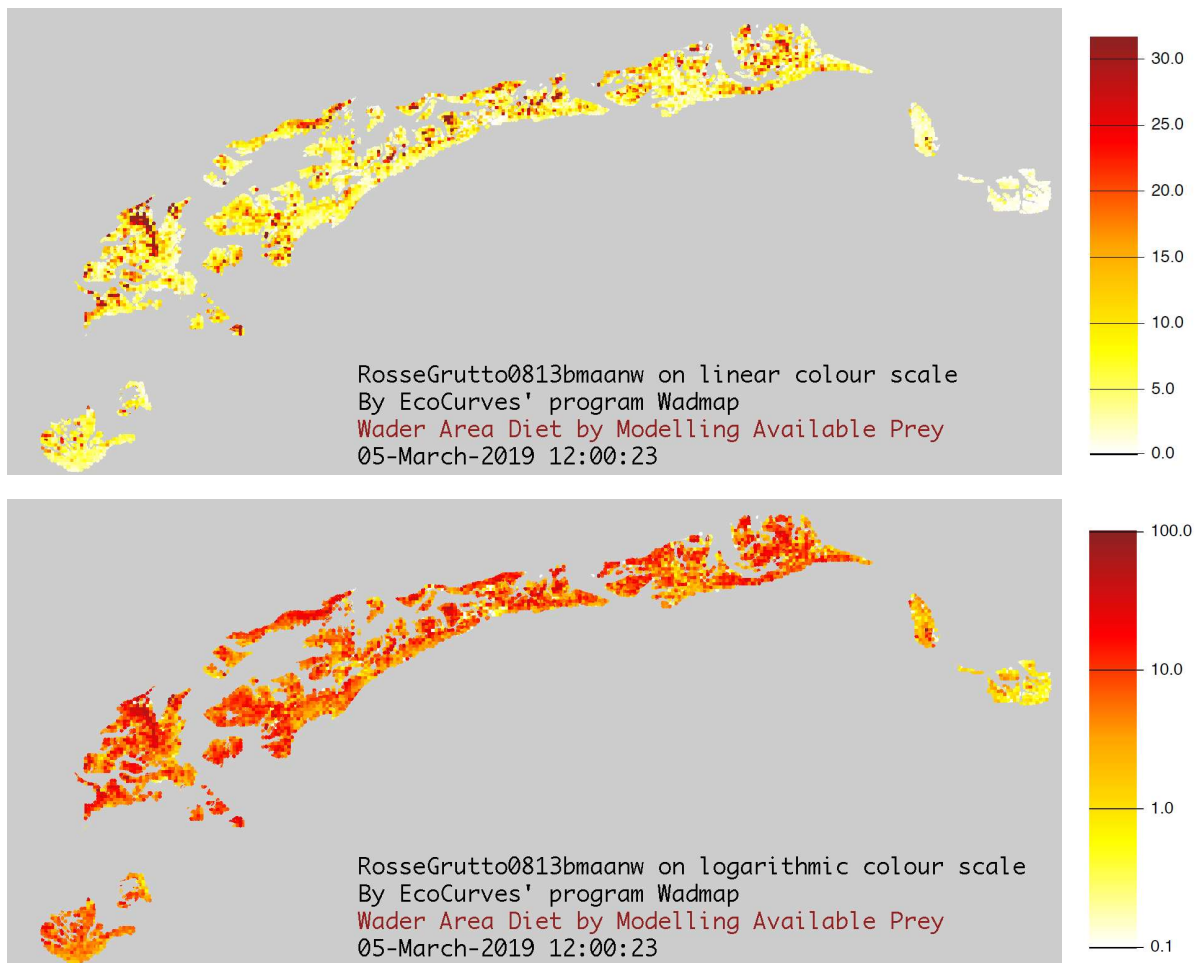 30.0
25.0
20.0
15.0
10.0
5.0
0.0
RosseGrutto0813bmaanw on linear colour scale
By EcoCurves' program Wadmap
Wader Area Diet by Modelling Available Prey
05-March-2019 12:00:23
100.0
10.0
1.0
0.1
RosseGrutto0813bmaanw on logarithmic colour scale
By EcoCurves' program Wadmap
Wader Area Diet by Modelling Available Prey
05-March-2019 12:00:23